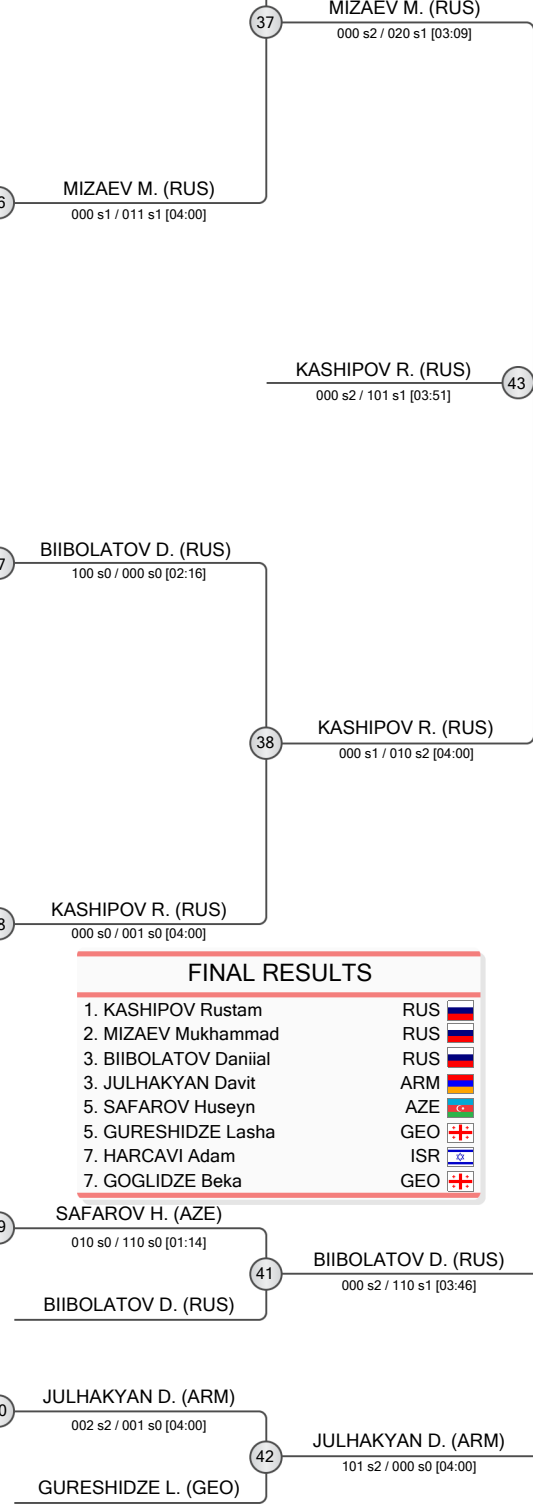 MIZAEV M. (RUS)
37
000 s2 / 020 s1 [03:09]
MIZAEV M. (RUS)
6
000 s1 / 011 s1 [04:00]
KASHIPOV R. (RUS)
43
000 s2 / 101 s1 [03:51]
BIIBOLATOV D. (RUS)
7
100 s0 / 000 s0 [02:16]
KASHIPOV R. (RUS)
38
000 s1 / 010 s2 [04:00]
KASHIPOV R. (RUS)
8
000 s0 / 001 s0 [04:00]
FINAL RESULTS
1. KASHIPOV Rustam RUS
2. MIZAEV Mukhammad RUS
3. BIIBOLATOV Daniial RUS
3. JULHAKYAN Davit ARM
5. SAFAROV Huseyn AZE
5. GURESHIDZE Lasha GEO
7. HARCAVI Adam ISR
7. GOGLIDZE Beka GEO
SAFAROV H. (AZE)
9
010 s0 / 110 s0 [01:14]
BIIBOLATOV D. (RUS)
41
000 s2 / 110 s1 [03:46]
BIIBOLATOV D. (RUS)
JULHAKYAN D. (ARM)
0
002 s2 / 001 s0 [04:00]
JULHAKYAN D. (ARM)
42
101 s2 / 000 s0 [04:00]
GURESHIDZE L. (GEO)